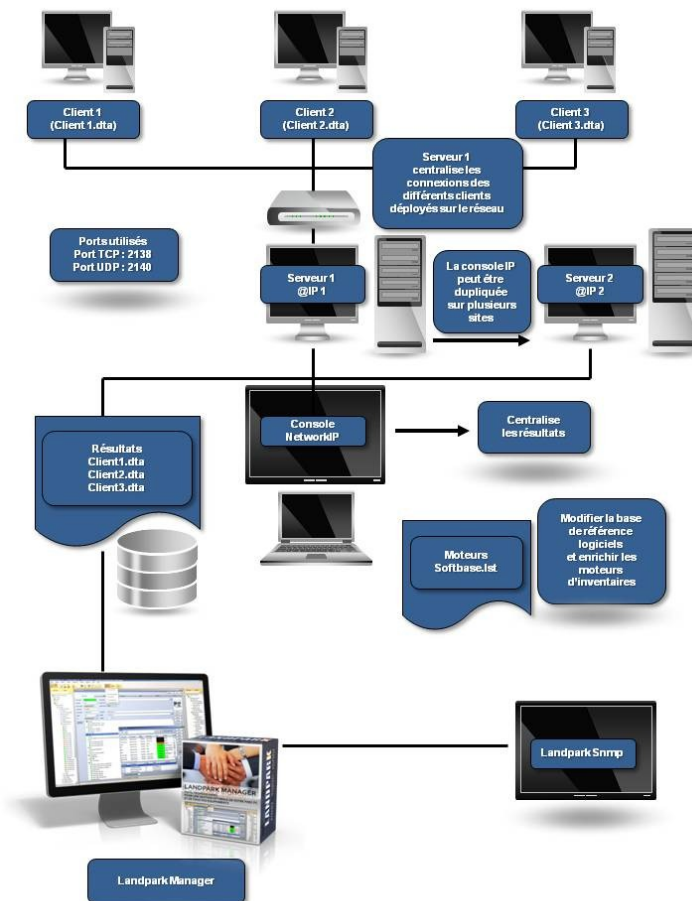 Client 1
(Client 1.dta)
Client 2
(Client 2.dta)
Client 3
(Client 3.dta)
Serveur 1
centralise les
connexions des
différents clients
déployés sur le réseau
Ports utilisés
Port TCP : 2138
Port UDP : 2140
Serveur 1
@IP 1
La console IP
peut être
dupliquée
sur plusieurs
sites
Serveur 2
@IP 2
Résultats
Client1.dta
Client2.dta
Client3.dta
Console
NetworkIP
Centralise
les résultats
Moteurs
Softbase.lst
Modifier la base
de référence
logiciels
et enrichir les
moteurs
d'inventaires
LANDPARK MANAGER
LANDPARK
Landpark Snmp
Landpark Manager